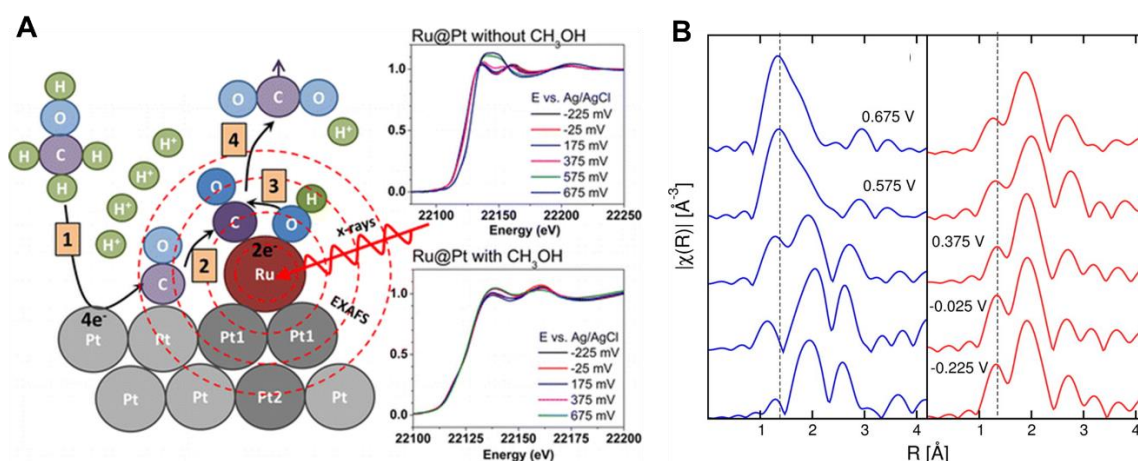 A
H
O
H C H
H
H+
H+
H+
H+
1
4e-
O
C
2
O C O
H+
4
O
3
H
C O
2e-
Ru
x-rays
EXAFS
Pt Pt Pt1 Pt1
Pt Pt Pt2 Pt
Ru@Pt without CH3OH
E vs. Ag/AgCl
-225 mV
-25 mV
175 mV
375 mV
575 mV
675 mV
1.0
0.5
0.0
22100 22150 22200 22250
Energy (eV)
Ru@Pt with CH3OH
E vs. Ag/AgCl
-225 mV
-25 mV
175 mV
375 mV
675 mV
1.0
0.5
0.0
22100 22125 22150 22175 22200
Energy (eV)
B
|χ(R)| [Å-3]
0.675 V
0.575 V
0.375 V
-0.025 V
-0.225 V
1 2 3 4 1 2 3 4
R [Å]